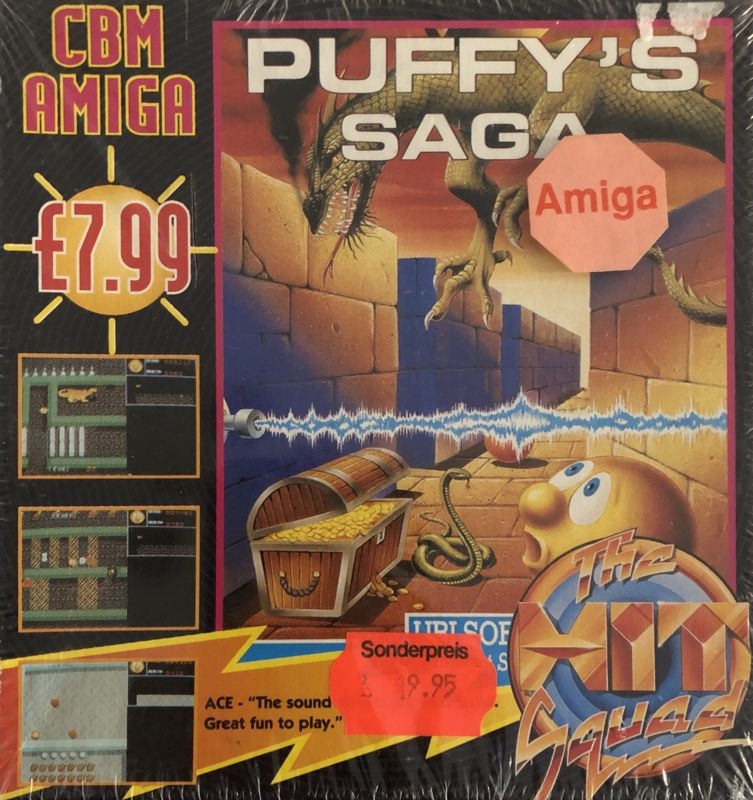 CBM
AMIGA
£7.99
PUFFY'S
SAGA
Amiga
UBI SOF
The
HIT
Squad
Sonderpreis
19.95
ACE - "The sound
Great fun to play."